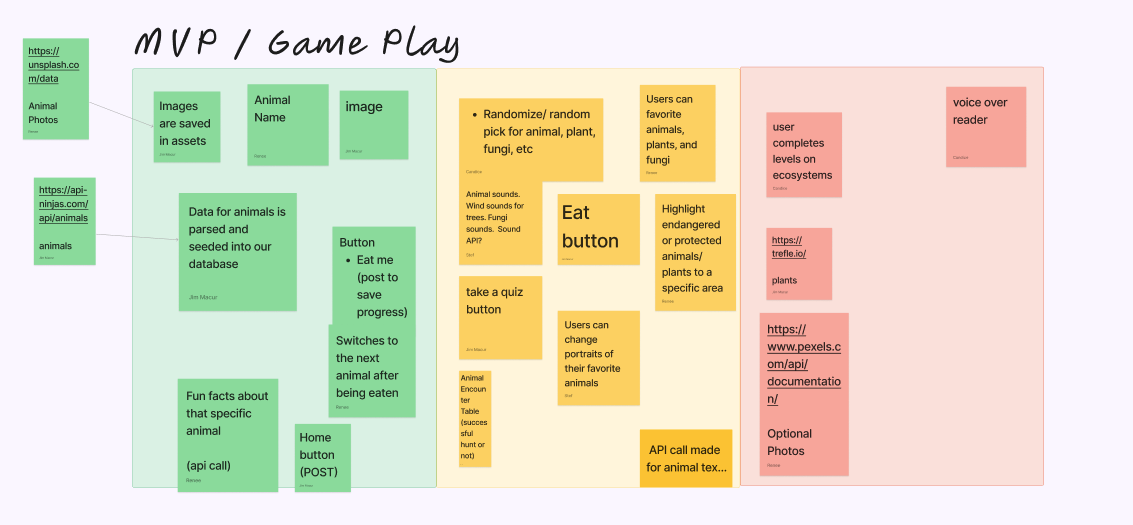 MVP / Game Play
https://
unsplash.co
m/data
Animal
Photos
Renee
https://api-
ninjas.com/
api/animals
animals
Jim Macur
Images
are saved
in assets
Jim Macur
Animal
Name
Renee
image
Jim Macur
Data for animals is
parsed and
seeded into our
database
Jim Macur
Button
• Eat me
(post to
save
progress)
Switches to
the next
animal after
being eaten
Renee
Fun facts about
that specific
animal
(api call)
Renee
Home
button
(POST)
Jim Macur
• Randomize/ random
pick for animal, plant,
fungi, etc
Candice
Animal sounds.
Wind sounds for
trees. Fungi
sounds. Sound
API?
Stef
Users can
favorite
animals,
plants, and
fungi
Renee
Eat
button
Highlight
endangered
or protected
animals/
plants to a
specific area
Renee
take a quiz
button
Jim Macur
Users can
change
portraits of
their favorite
animals
Stef
Animal
Encoun
ter
Table
(succes
sful
hunt or
not)
API call made
for animal tex...
user
completes
levels on
ecosystems
Candice
voice over
reader
Candice
https://
trefle.io/
plants
Jim Macur
https://
www.pexels.c
om/api/
documentatio
n/
Optional
Photos
Renee